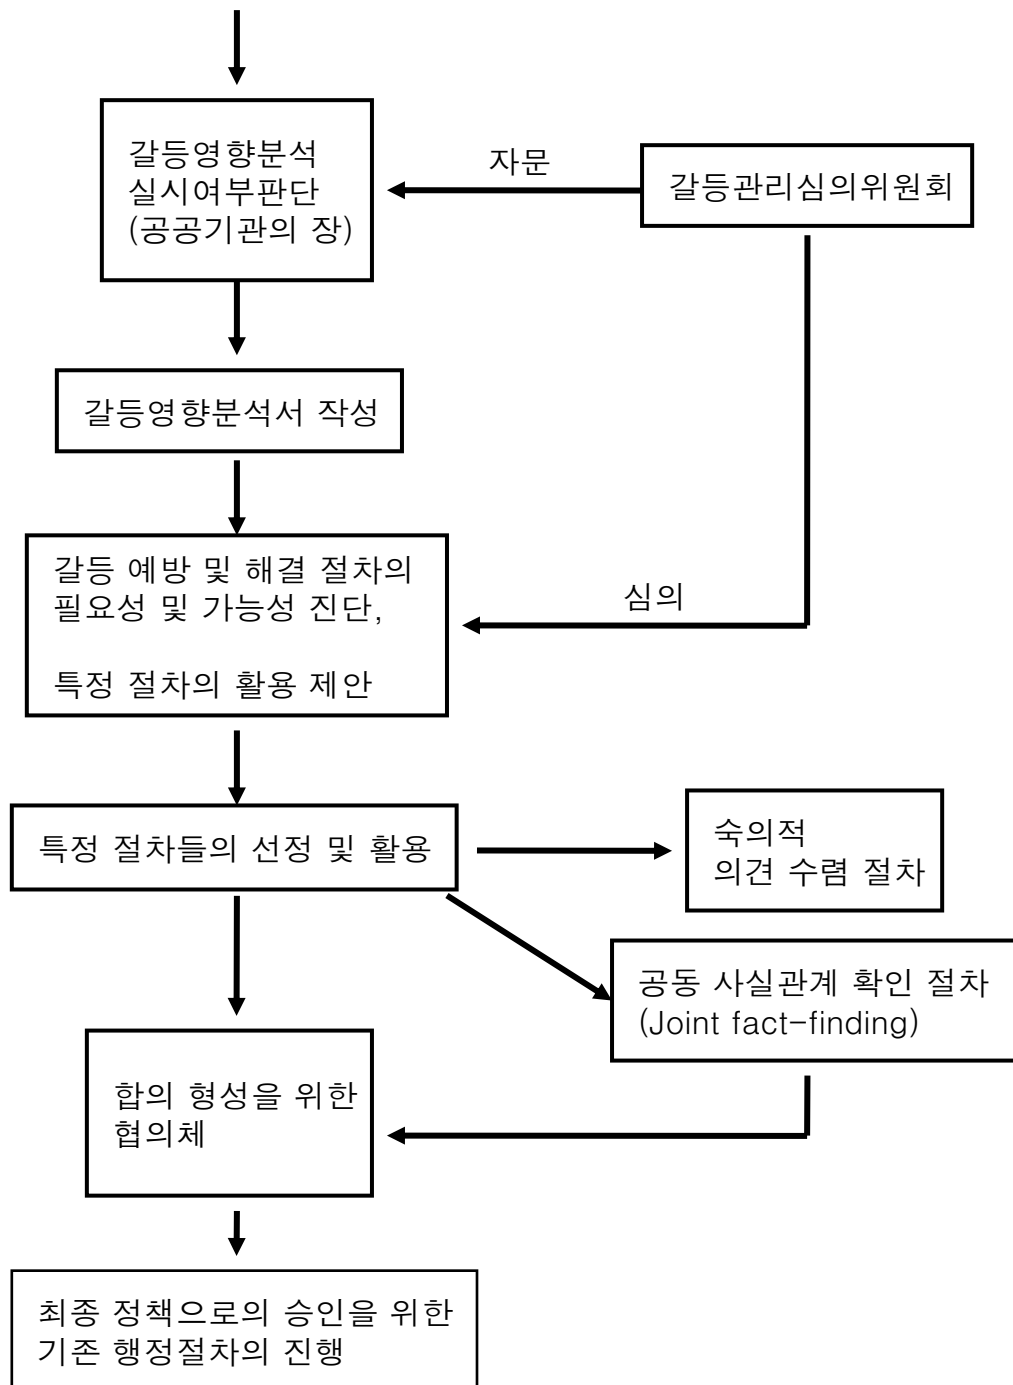 갈등영향분석
실시여부판단
(공공기관의 장)
자문
갈등관리심의위원회
갈등영향분석서 작성
갈등 예방 및 해결 절차의
필요성 및 가능성 진단,
특정 절차의 활용 제안
심의
특정 절차들의 선정 및 활용
숙의적
의견 수렴 절차
공동 사실관계 확인 절차
(Joint fact-finding)
합의 형성을 위한
협의체
최종 정책으로의 승인을 위한
기존 행정절차의 진행